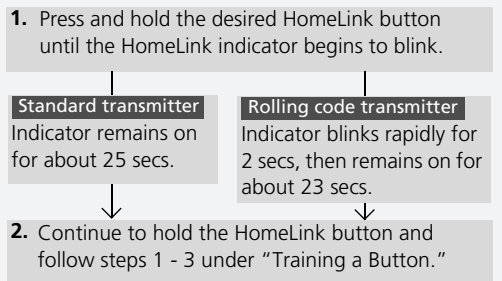 1. Press and hold the desired HomeLink button
until the HomeLink indicator begins to blink.
Standard transmitter
Indicator remains on
for about 25 secs.
Rolling code transmitter
Indicator blinks rapidly for
2 secs, then remains on for
about 23 secs.
2. Continue to hold the HomeLink button and
follow steps 1 - 3 under “Training a Button.”